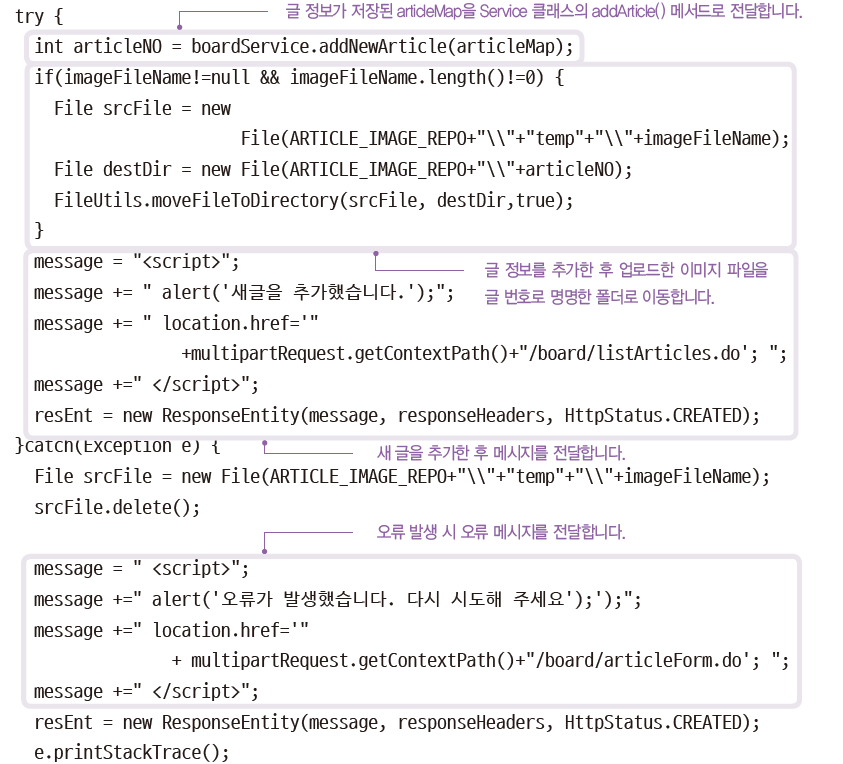 글 정보가 저장된 articleMap을 Service 클래스의 addArticle() 메서드로 전달합니다.
try {
int articleNO = boardService.addNewArticle(articleMap);
if(imageFileName!=null && imageFileName.length()!=0) {
File srcFile = new
File(ARTICLE_IMAGE_REPO+"\\"+"temp"+"\\"+imageFileName);
File destDir = new File(ARTICLE_IMAGE_REPO+"\\"+articleNO);
FileUtils.moveFileToDirectory(srcFile, destDir,true);
}
message = "<script>";
글 정보를 추가한 후 업로드한 이미지 파일을
message += " alert('새글을 추가했습니다.');";
글 번호로 명명한 폴더로 이동합니다.
message += " location.href='"
+multipartRequest.getContextPath()+"/board/listArticles.do'; ";
message +=" </script>";
resEnt = new ResponseEntity(message, responseHeaders, HttpStatus.CREATED);
}catch(Exception e) {
새 글을 추가한 후 메시지를 전달합니다.
File srcFile = new File(ARTICLE_IMAGE_REPO+"\\"+"temp"+"\\"+imageFileName);
srcFile.delete();
오류 발생 시 오류 메시지를 전달합니다.
message = " <script>";
message +=" alert('오류가 발생했습니다. 다시 시도해 주세요');');";
message +=" location.href='"
+ multipartRequest.getContextPath()+"/board/articleForm.do'; ";
message +=" </script>";
resEnt = new ResponseEntity(message, responseHeaders, HttpStatus.CREATED);
e.printStackTrace();